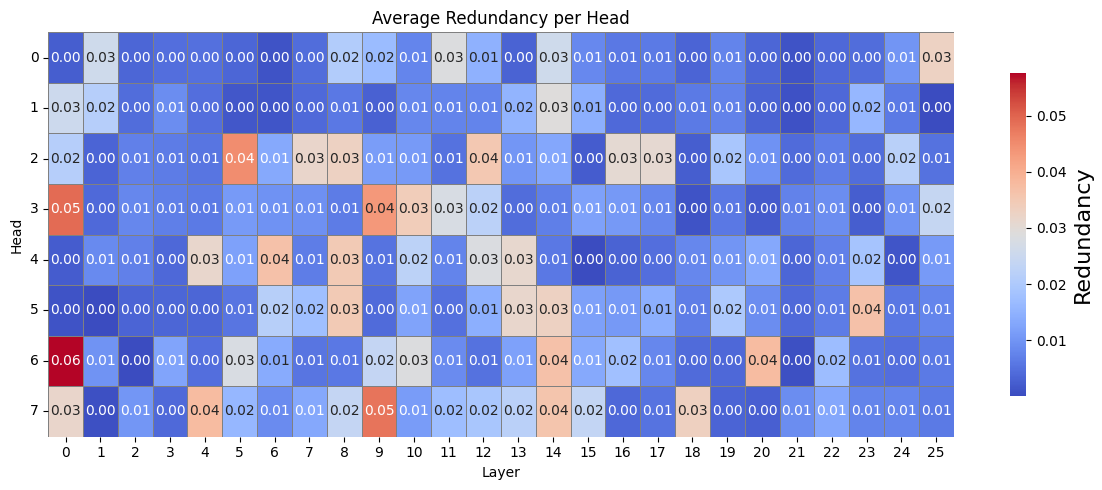 Average Redundancy per Head
0 0.00 0.03 0.00 0.00 0.00 0.00 0.00 0.00 0.02 0.02 0.01 0.03 0.01 0.00 0.03 0.01 0.01 0.01 0.00 0.01 0.00 0.00 0.00 0.00 0.01 0.03
1 0.03 0.02 0.00 0.01 0.00 0.00 0.00 0.00 0.01 0.00 0.01 0.01 0.01 0.02 0.03 0.01 0.00 0.00 0.01 0.01 0.00 0.00 0.00 0.02 0.01 0.00
2 0.02 0.00 0.01 0.01 0.01 0.04 0.01 0.03 0.03 0.01 0.01 0.00 0.04 0.01 0.01 0.00 0.03 0.03 0.00 0.02 0.01 0.00 0.01 0.00 0.02 0.00
3 0.05 0.00 0.01 0.01 0.01 0.01 0.01 0.01 0.01 0.04 0.03 0.03 0.02 0.00 0.01 0.01 0.01 0.01 0.00 0.01 0.00 0.01 0.01 0.00 0.01 0.02
4 0.00 0.01 0.01 0.00 0.03 0.01 0.04 0.01 0.03 0.01 0.02 0.01 0.03 0.03 0.01 0.00 0.00 0.00 0.01 0.01 0.01 0.00 0.01 0.02 0.00 0.01
5 0.00 0.00 0.00 0.00 0.00 0.01 0.02 0.02 0.03 0.00 0.01 0.00 0.01 0.03 0.03 0.01 0.01 0.01 0.01 0.02 0.01 0.00 0.01 0.04 0.01 0.01
6 0.06 0.01 0.00 0.01 0.00 0.03 0.01 0.01 0.01 0.02 0.03 0.01 0.01 0.01 0.04 0.01 0.02 0.01 0.00 0.00 0.04 0.00 0.02 0.01 0.00 0.01
7 0.03 0.00 0.01 0.00 0.04 0.02 0.01 0.01 0.02 0.05 0.01 0.02 0.02 0.02 0.04 0.02 0.00 0.01 0.03 0.00 0.00 0.01 0.01 0.01 0.01 0.01
0 1 2 3 4 5 6 7 8 9 10 11 12 13 14 15 16 17 18 19 20 21 22 23 24 25
Layer
Head
0.05
0.04
0.03
0.02
0.01
Redundancy